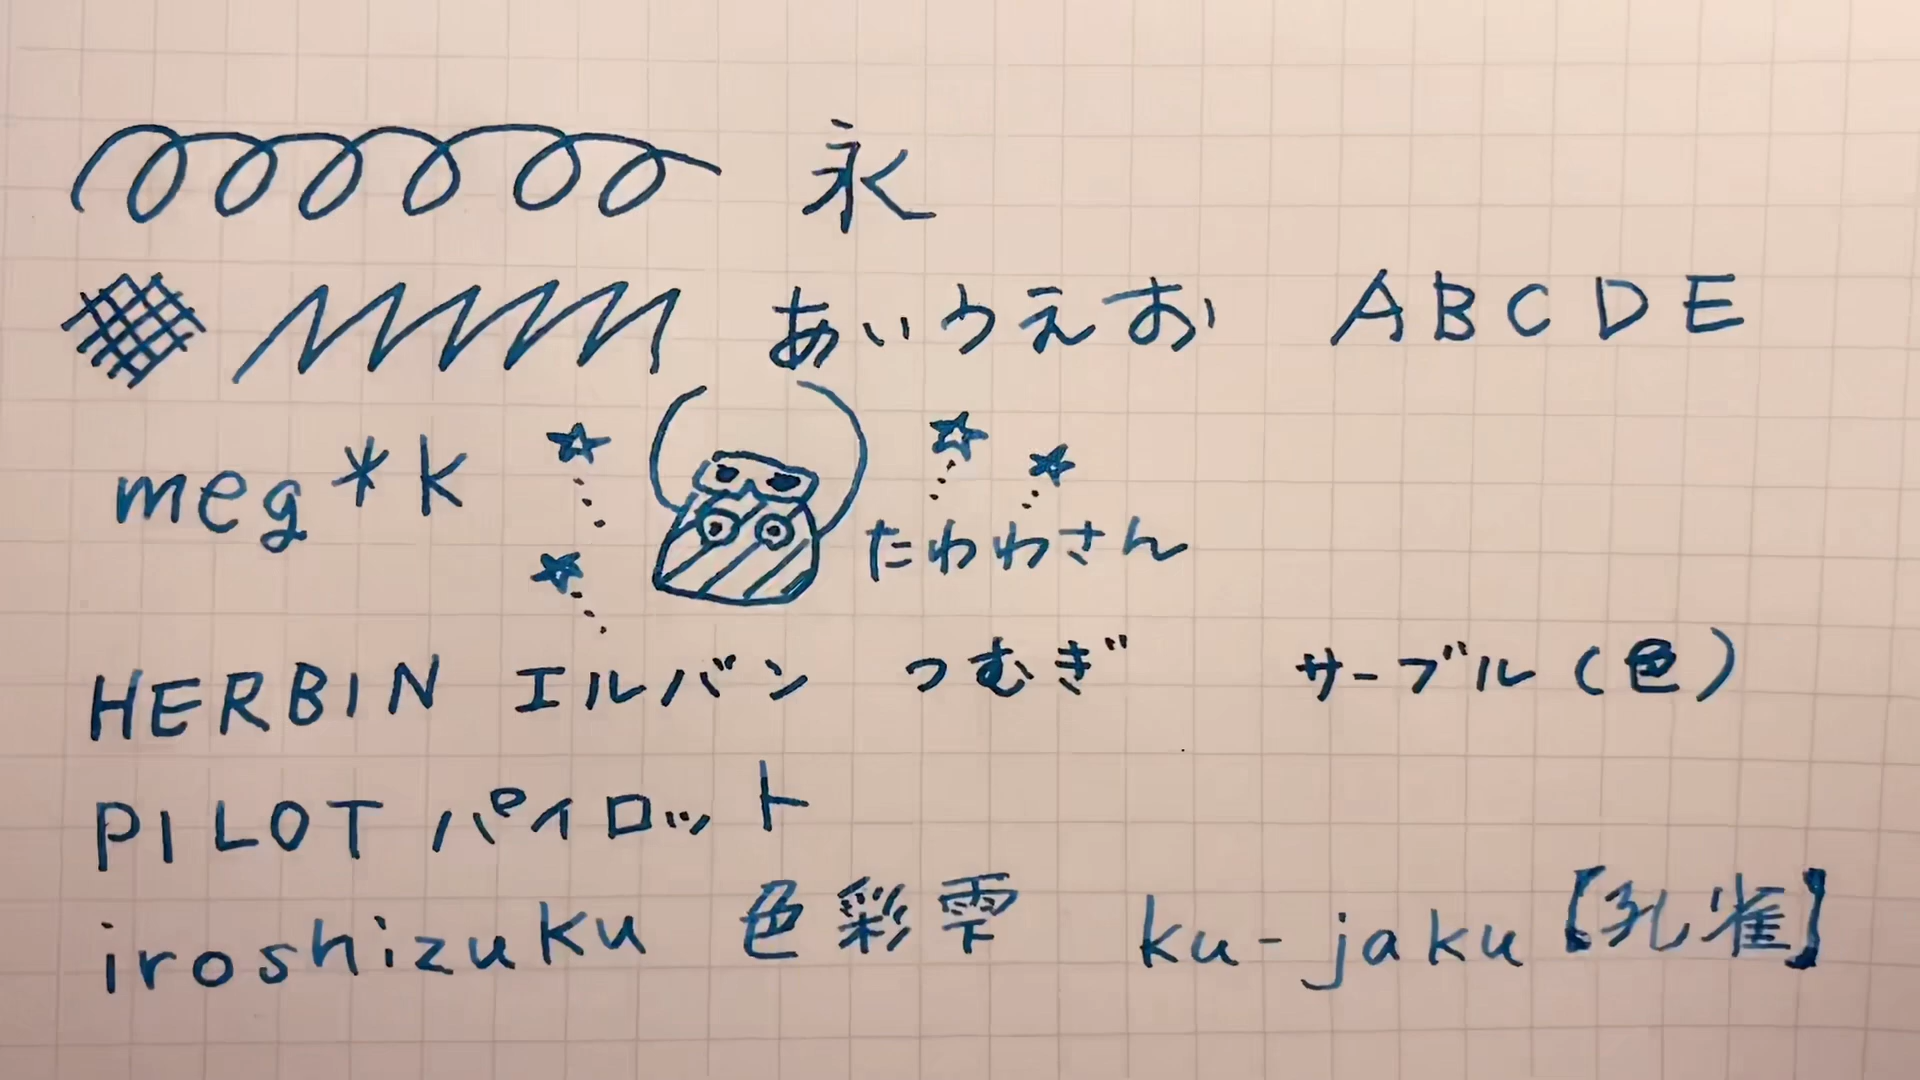 永
あいうえお ABCDE
meg*k
たわわさん
HERBIN エルバン つむぎ サーブル(色)
PILOT パイロット
iroshizuku 色彩雫 ku-jaku【孔雀】